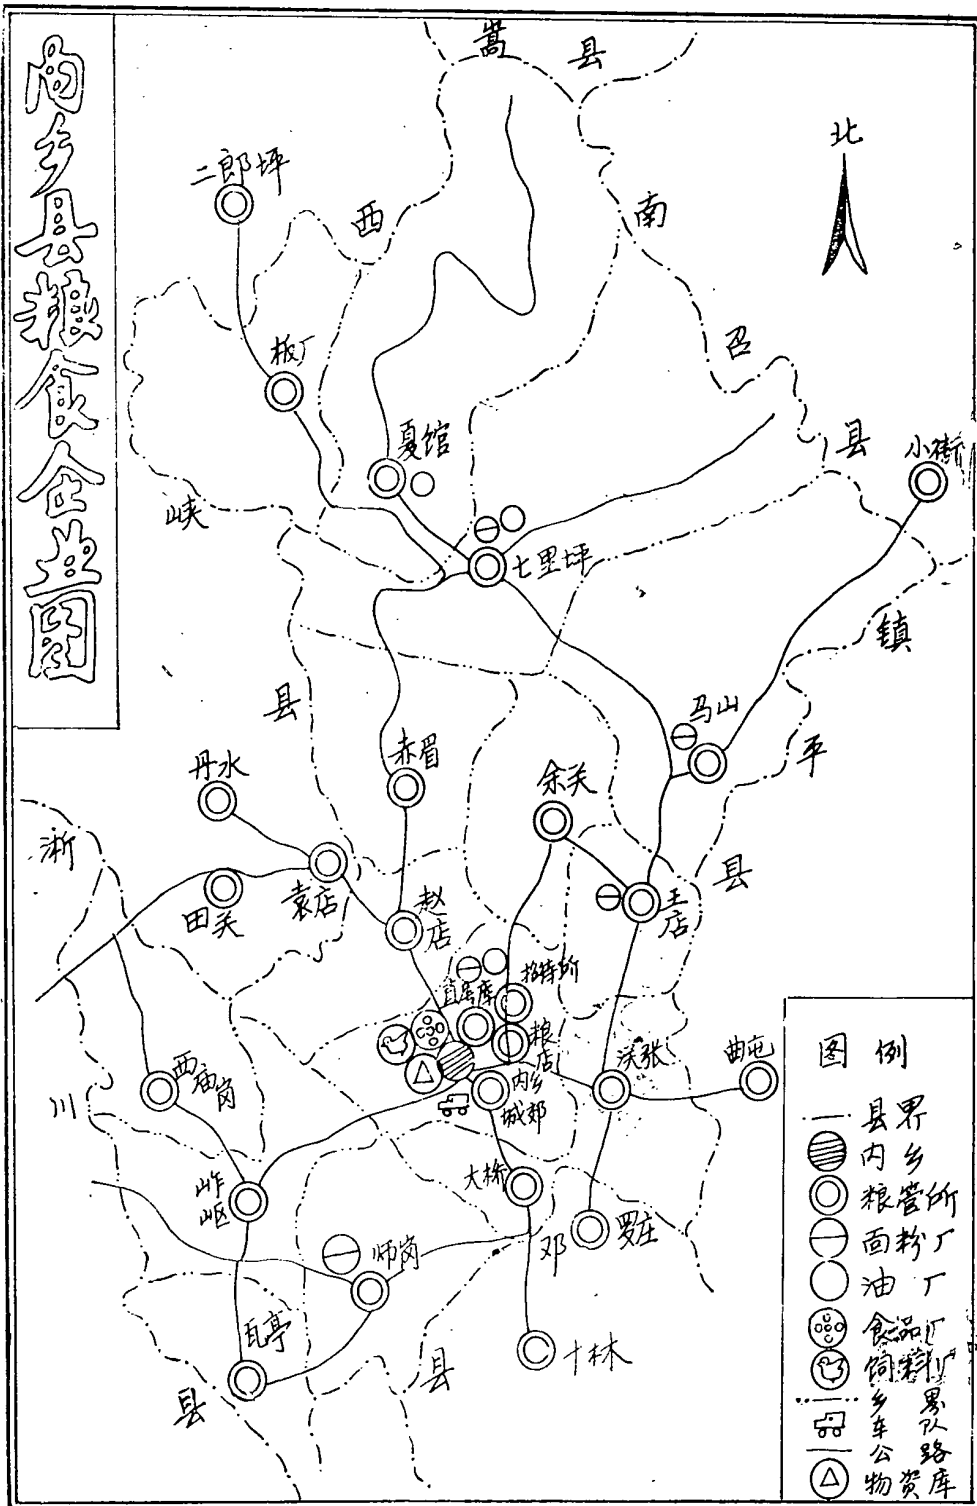 内乡县粮食企业图
嵩县
北
二郎坪
西
南
板厂
召
夏馆
县
小街
峡
七里坪
镇
县
马山
丹水
赤眉
余关
平
淅
县
田关
袁店
赵店
王店
招待所
直属库
粮店
西庙岗
内乡城郊
沃张
曲屯
川
岞岖
大桥
师岗
邓
罗庄
瓦亭
县
县
十林
图例
县界
内乡
粮管所
面粉厂
油厂
食品厂
饲料厂
乡界
车队
公路
物资库